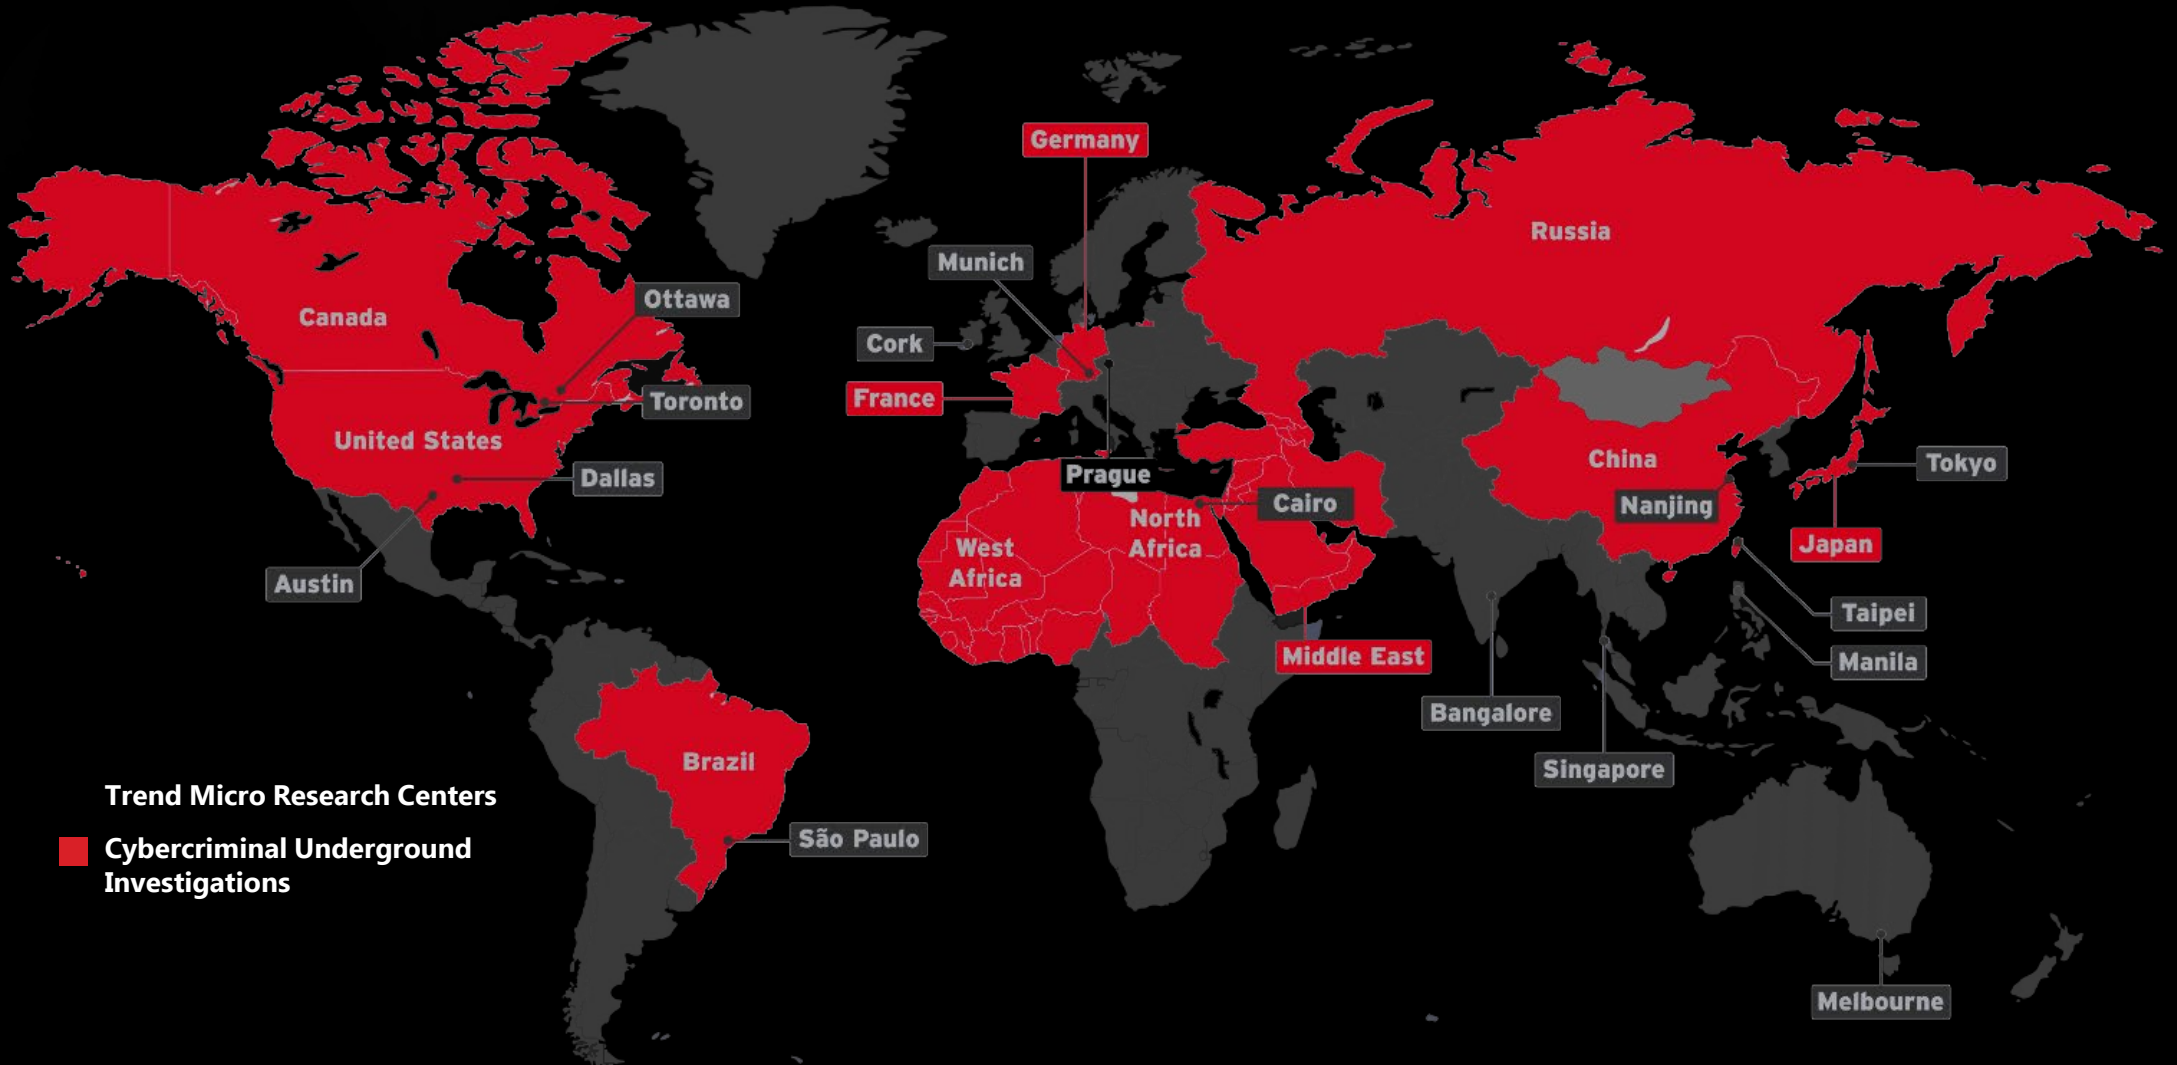 Germany
Russia
Munich
Ottawa
Canada
Cork
France
Toronto
United States
China
Tokyo
Dallas
Prague
Cairo
Nanjing
North
Africa
West
Africa
Japan
Austin
Taipei
Middle East
Manila
Bangalore
Brazil
Singapore
Trend Micro Research Centers
São Paulo
Cybercriminal Underground
Investigations
Melbourne